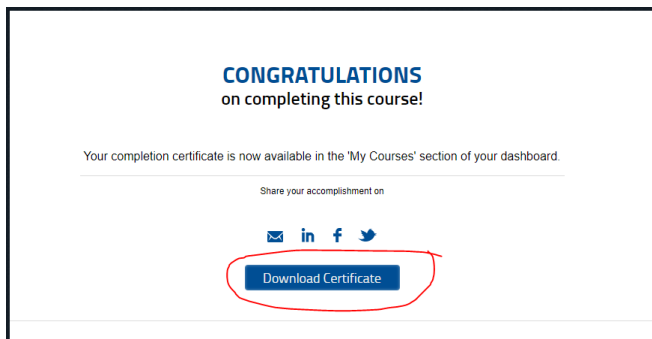 CONGRATULATIONS
on completing this course!
Your completion certificate is now available in the 'My Courses' section of your dashboard.
Share your accomplishment on
Download Certificate